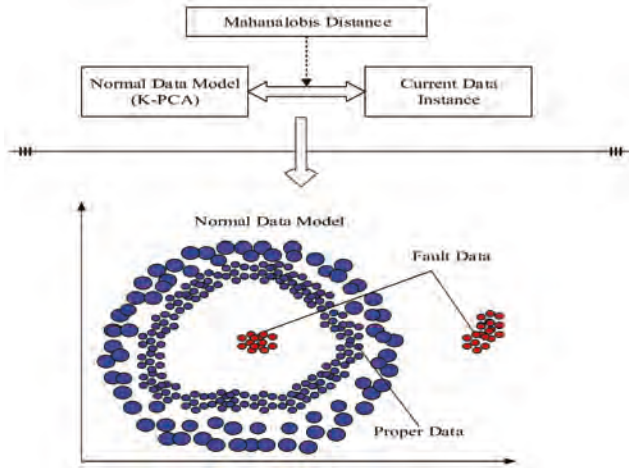 Mahanalobis Distance
Normal Data Model
(K-PCA)
Current Data
Instance
Normal Data Model
Fault Data
Proper Data